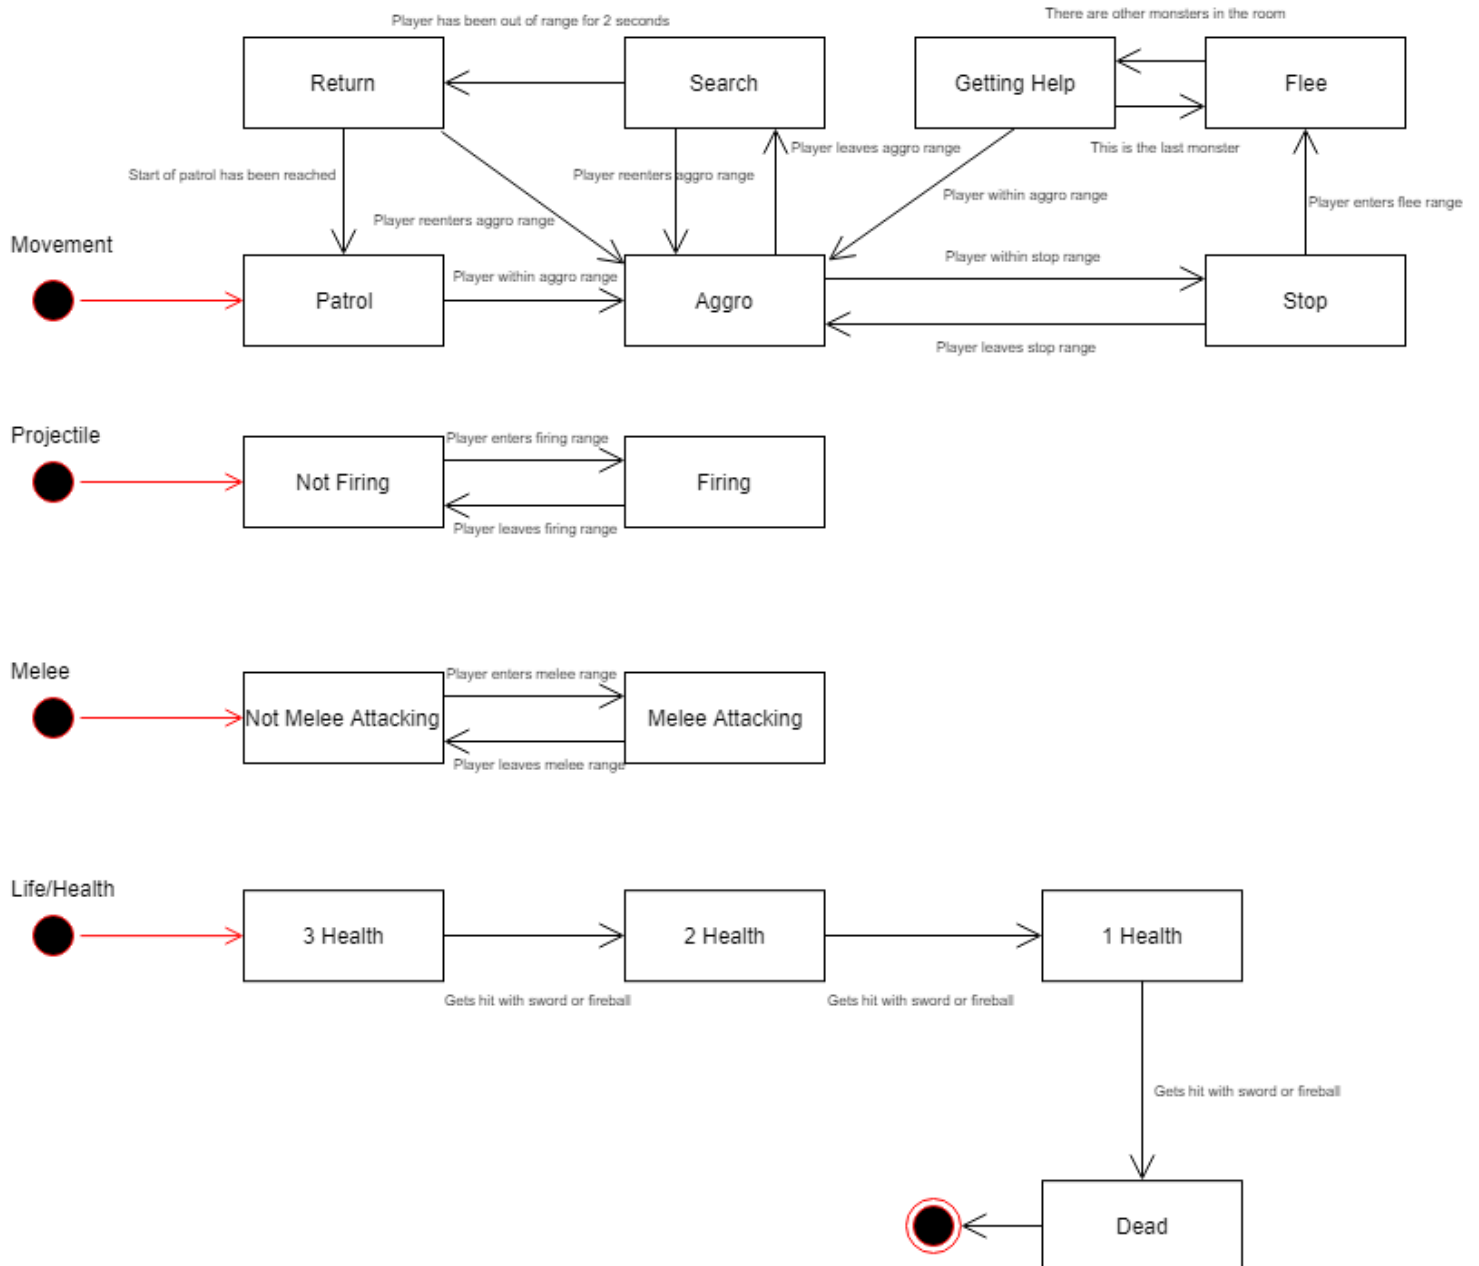 There are other monsters in the room
Player has been out of range for 2 seconds
Return
Search
Getting Help
Flee
Player leaves aggro range
This is the last monster
Start of patrol has been reached
Player reenters aggro range
Player within aggro range
Player enters flee range
Player reenters aggro range
Movement
Player within stop range
Player within aggro range
Patrol
Aggro
Stop
Player leaves stop range
Projectile
Player enters firing range
Not Firing
Firing
Player leaves firing range
Melee
Player enters melee range
Not Melee Attacking
Melee Attacking
Player leaves melee range
Life/Health
3 Health
2 Health
1 Health
Gets hit with sword or fireball
Gets hit with sword or fireball
Gets hit with sword or fireball
Dead